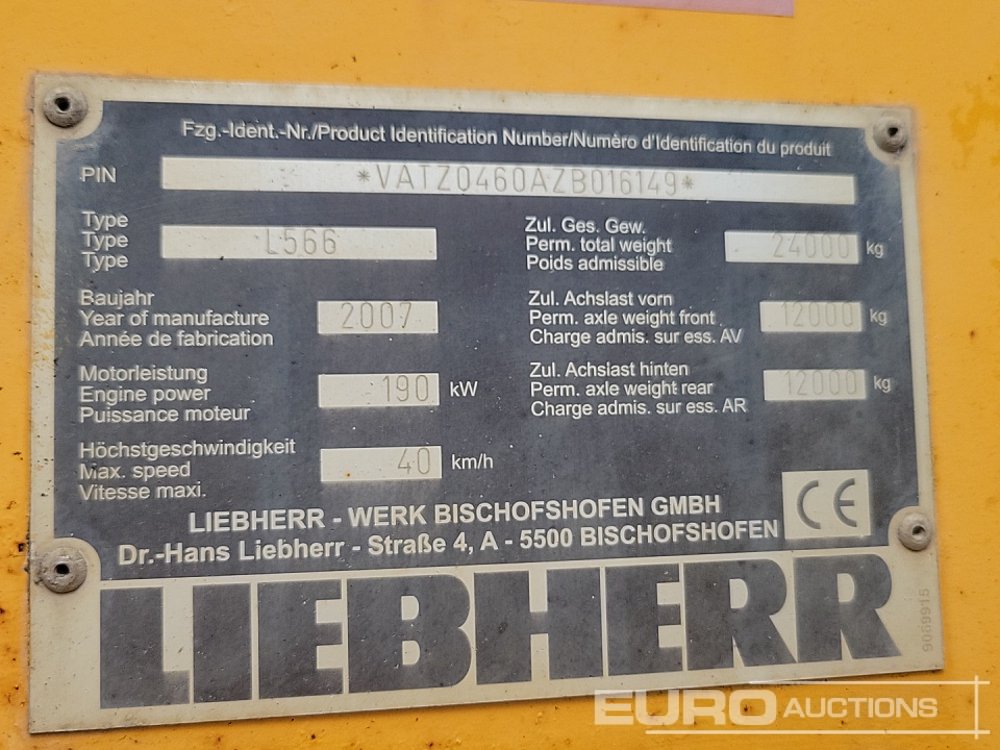 Fzg.-Ident.-Nr./Product Identification Number/Numèro d'Identification du produit
PIN *VATZ0460AZB016149*
Type
Type L566
Type
Zul. Ges. Gew.
Perm. total weight 24000 kg
Poids admissible
Baujahr
Year of manufacture 2007
Année de fabrication
Zul. Achslast vorn
Perm. axle weight front 12000 kg
Charge admis. sur ess. AV
Motorleistung
Engine power 190 kW
Puissance moteur
Zul. Achslast hinten
Perm. axle weight rear 12000 kg
Charge admis. sur ess. AR
Höchstgeschwindigkeit
Max. speed 40 km/h
Vitesse maxi.
CE
LIEBHERR - WERK BISCHOFSHOFEN GMBH
Dr.-Hans Liebherr - Straße 4, A - 5500 BISCHOFSHOFEN
LIEBHERR
9089915
EURO AUCTIONS